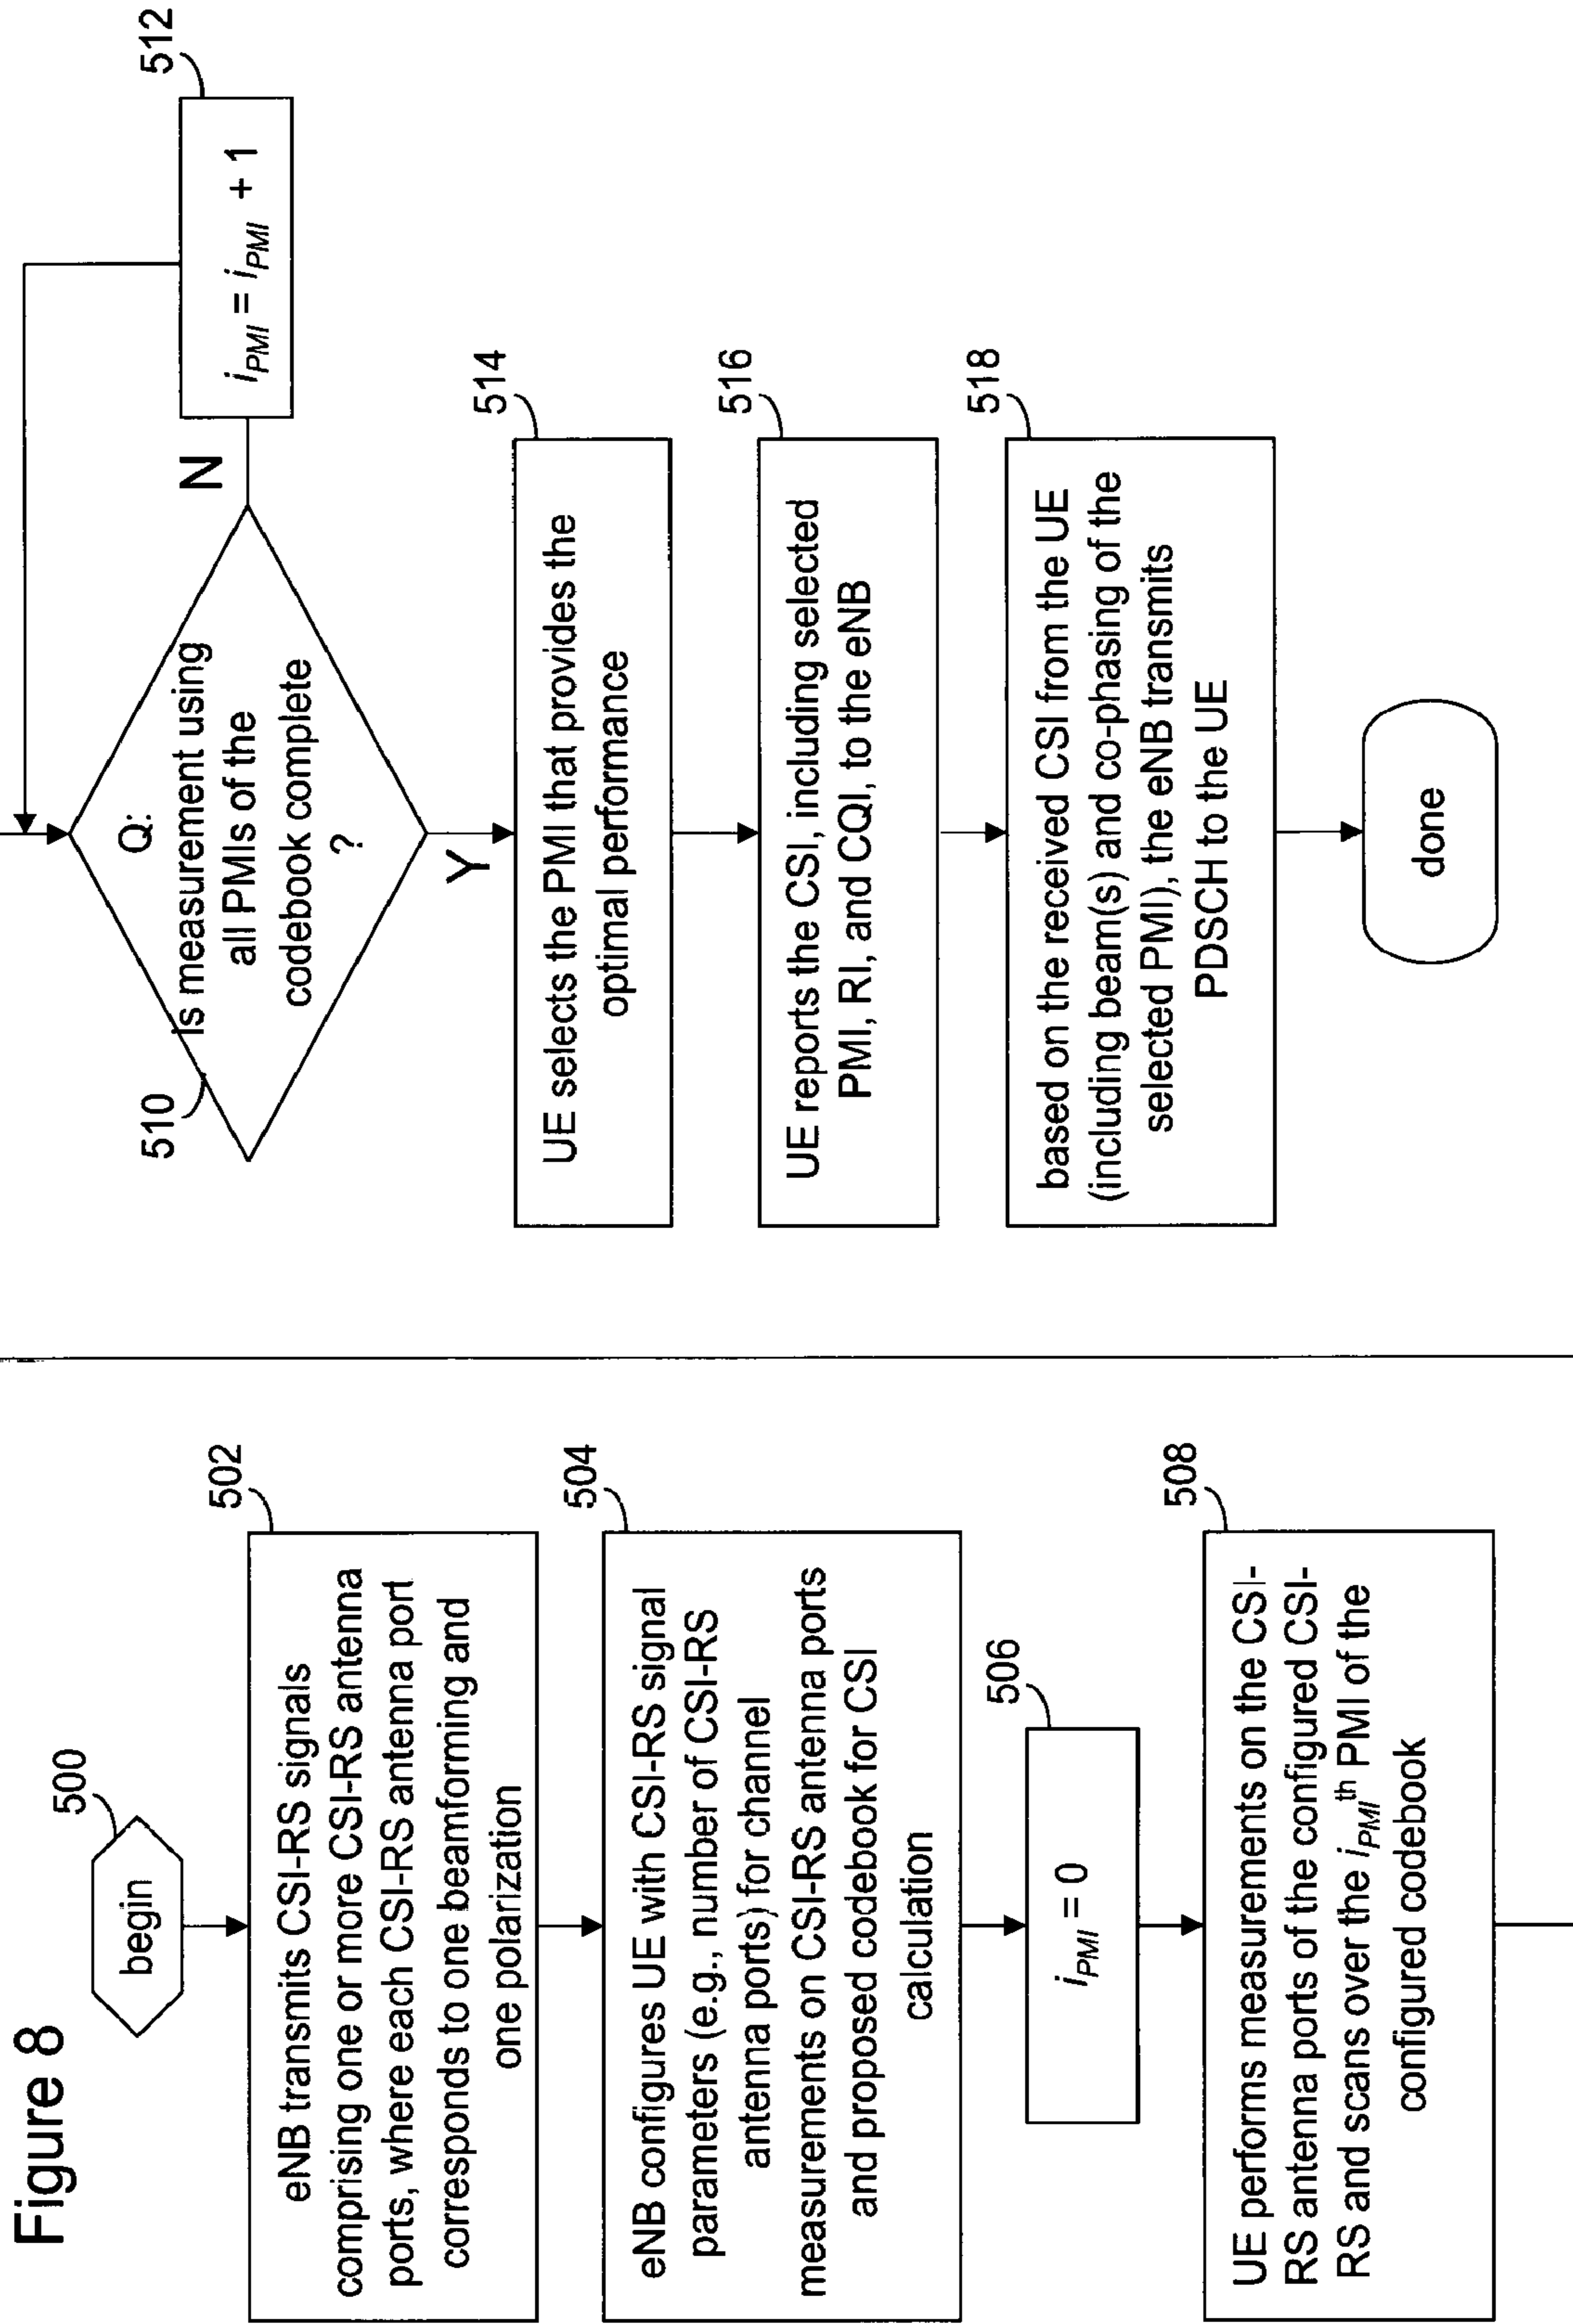 Figure 8
500
begin
502
eNB transmits CSI-RS signals
comprising one or more CSI-RS antenna
ports, where each CSI-RS antenna port
corresponds to one beamforming and
one polarization
504
eNB configures UE with CSI-RS signal
parameters (e.g., number of CSI-RS
antenna ports) for channel
measurements on CSI-RS antenna ports
and proposed codebook for CSI
calculation
506
iPMI = 0
508
UE performs measurements on the CSI-
RS antenna ports of the configured CSI-
RS and scans over the iPMIth PMI of the
configured codebook
510
Q:
Is measurement using
all PMIs of the
codebook complete
?
N
512
iPMI = iPMI + 1
Y
514
UE selects the PMI that provides the
optimal performance
516
UE reports the CSI, including selected
PMI, RI, and CQI, to the eNB
518
based on the received CSI from the UE
(including beam(s) and co-phasing of the
selected PMI), the eNB transmits
PDSCH to the UE
done